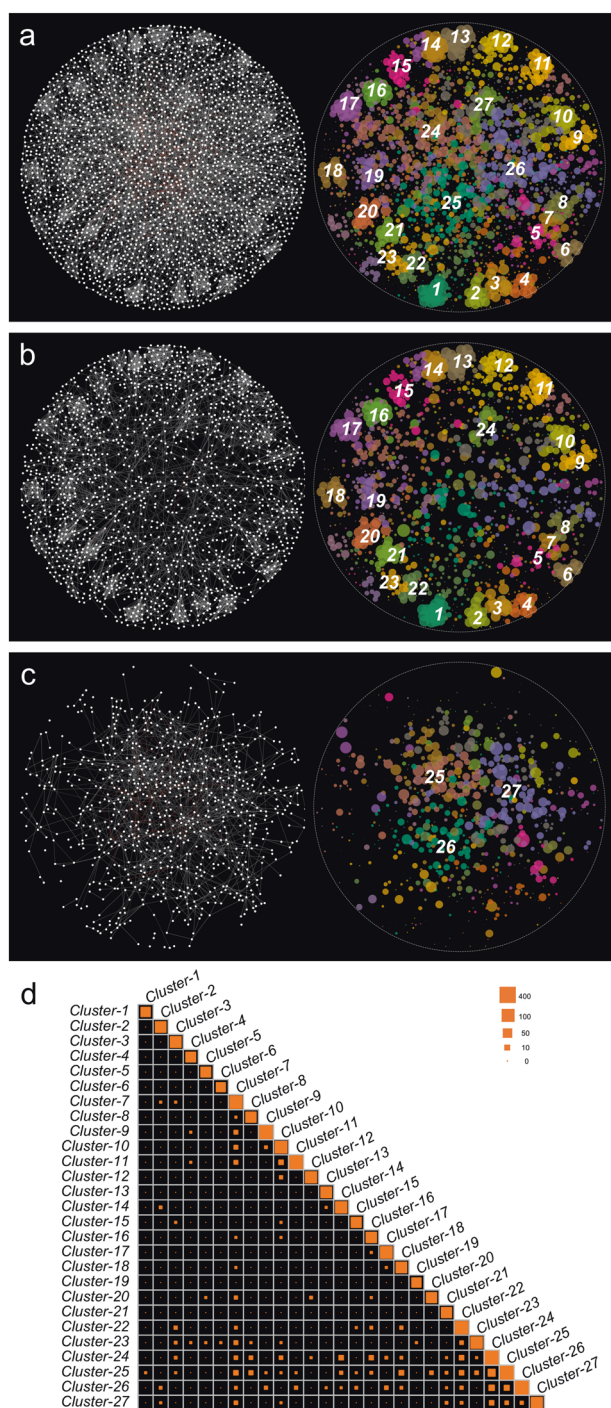 a
14 13 12
15 11
16 27
17 10
24 9
18 19 26
25 8
20 7
21 5
23 22 6
1 2 3 4
b
14 13 12
15 11
16
17 24 10
9
18 19
20 8
21 7
5
23 22 6
1 2 3 4
c
25
27
26
d
400
100
50
10
0
Cluster-1
Cluster-2
Cluster-3
Cluster-4
Cluster-5
Cluster-6
Cluster-7
Cluster-8
Cluster-9
Cluster-10
Cluster-11
Cluster-12
Cluster-13
Cluster-14
Cluster-15
Cluster-16
Cluster-17
Cluster-18
Cluster-19
Cluster-20
Cluster-21
Cluster-22
Cluster-23
Cluster-24
Cluster-25
Cluster-26
Cluster-27
Cluster-1
Cluster-2
Cluster-3
Cluster-4
Cluster-5
Cluster-6
Cluster-7
Cluster-8
Cluster-9
Cluster-10
Cluster-11
Cluster-12
Cluster-13
Cluster-14
Cluster-15
Cluster-16
Cluster-17
Cluster-18
Cluster-19
Cluster-20
Cluster-21
Cluster-22
Cluster-23
Cluster-24
Cluster-25
Cluster-26
Cluster-27